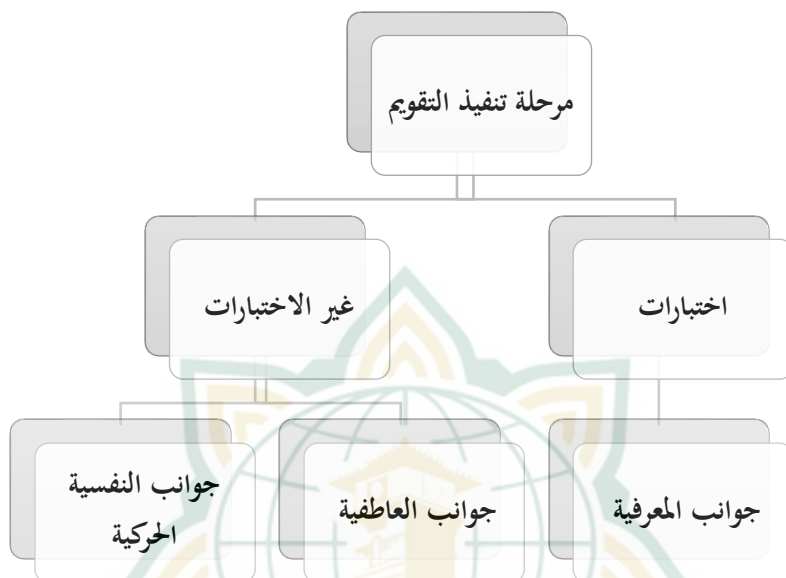 مرحلة تنفيذ التقويم
اختبارات
غير الاختبارات
جوانب المعرفية
جوانب العاطفية
جوانب النفسية
الحركية